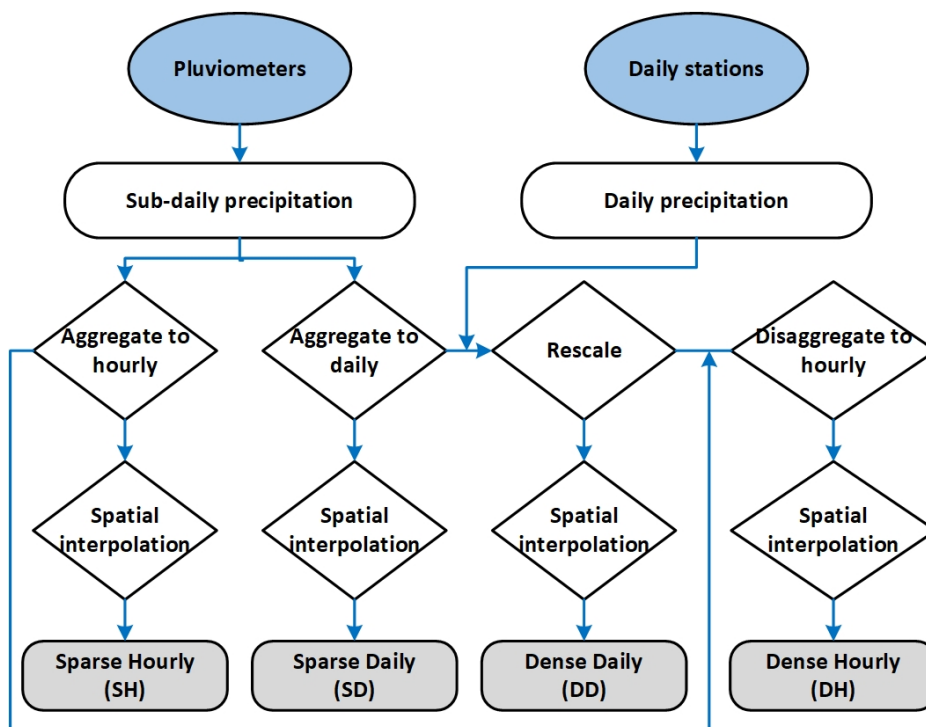 Pluviometers
Daily stations
Sub-daily precipitation
Daily precipitation
Aggregate to
hourly
Aggregate to
daily
Rescale
Disaggregate to
hourly
Spatial
interpolation
Spatial
interpolation
Spatial
interpolation
Spatial
interpolation
Sparse Hourly
(SH)
Sparse Daily
(SD)
Dense Daily
(DD)
Dense Hourly
(DH)